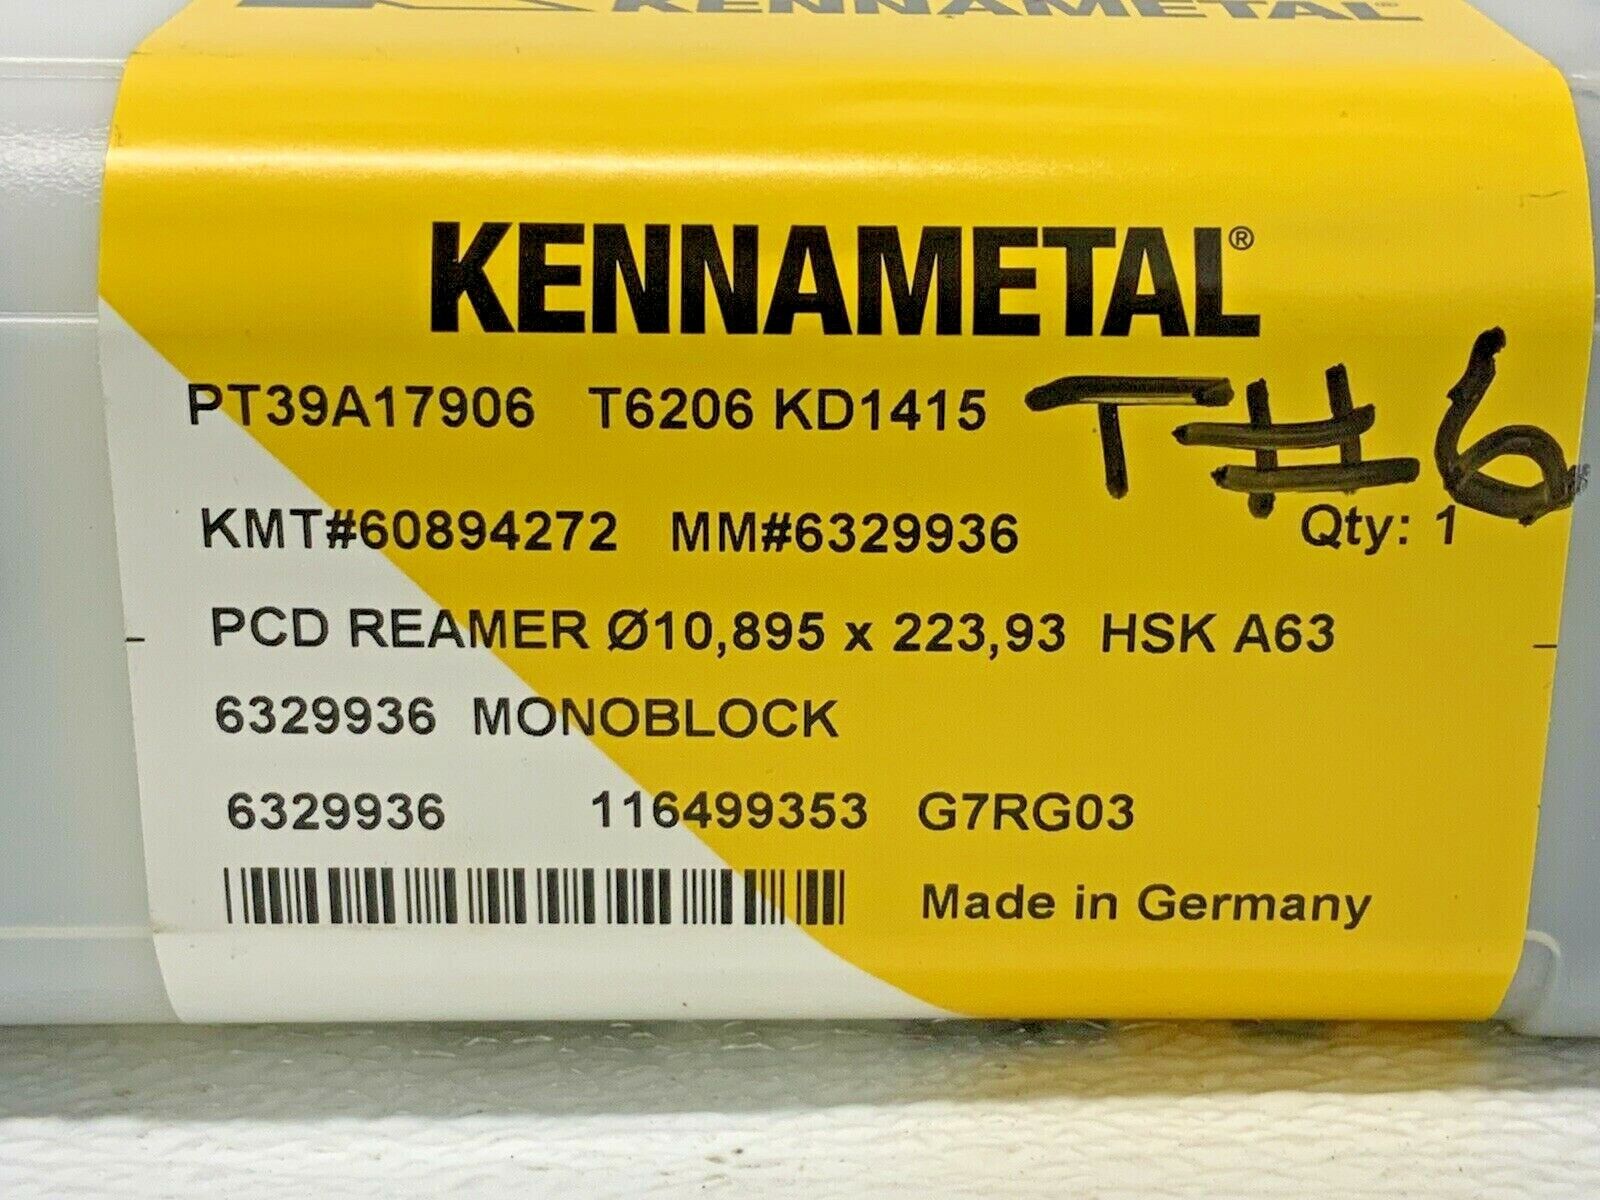 KENNAMETAL®
KENNAMETAL®
PT39A17906 T6206 KD1415 T#6
KMT#60894272 MM#6329936 Qty: 1
PCD REAMER Ø10,895 x 223,93 HSK A63
6329936 MONOBLOCK
6329936 116499353 G7RG03
Made in Germany